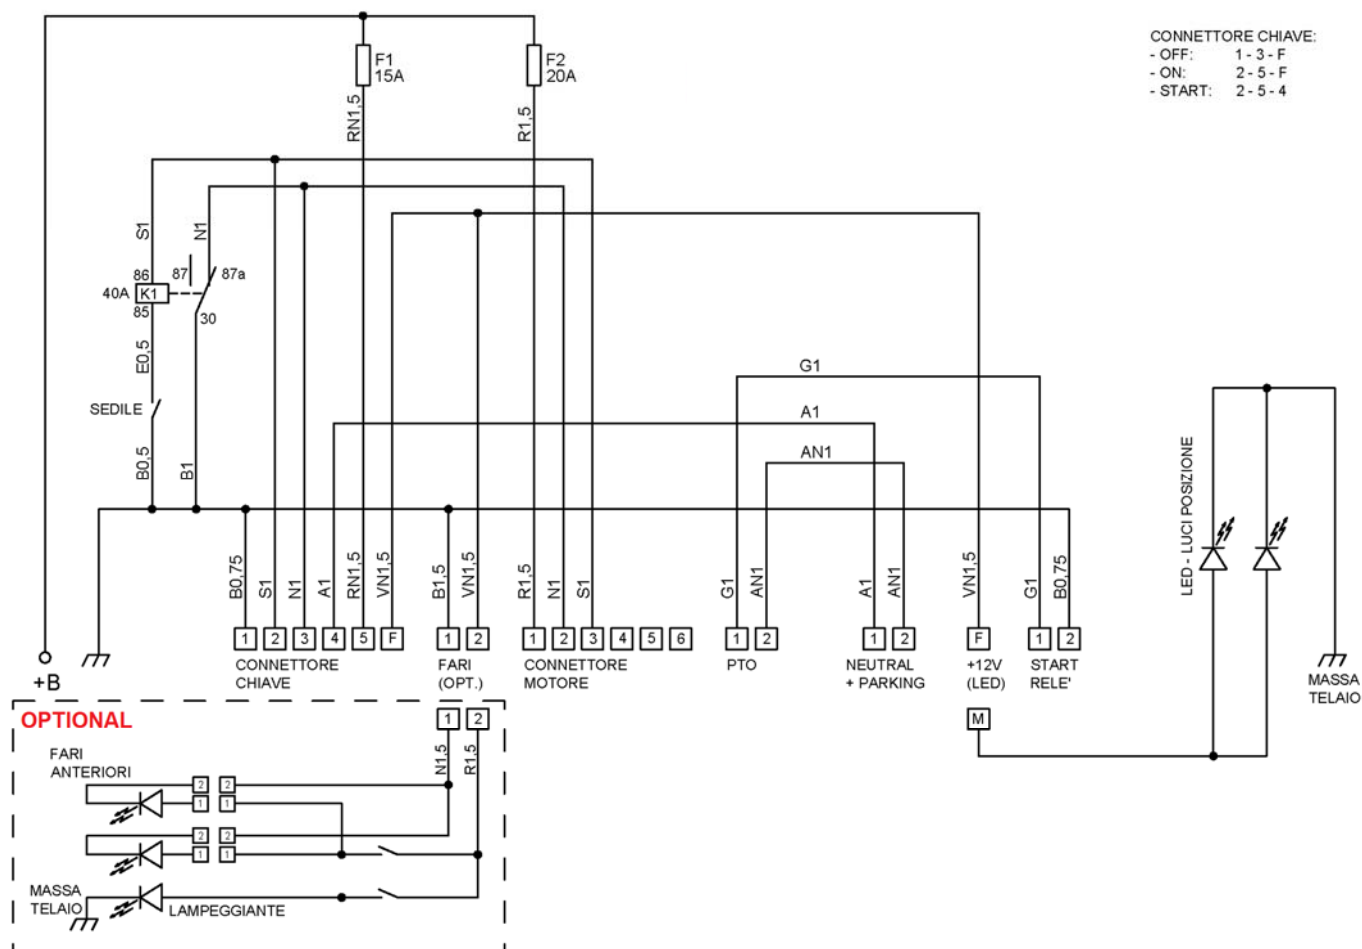 CONNETTORE CHIAVE:
- OFF: 1 - 3 - F
- ON: 2 - 5 - F
- START: 2 - 5 - 4
F1
15A
F2
20A
RN1,5
R1,5
S1
N1
86
87
87a
40A
K1
85
30
E0,5
SEDILE
B0,5
B1
G1
A1
AN1
B0,75
S1
N1
A1
RN1,5
VN1,5
B1,5
VN1,5
R1,5
N1
S1
G1
AN1
A1
AN1
VN1,5
G1
B0,75
LED - LUCI POSIZIONE
1 2 3 4 5 F
1 2
1 2 3 4 5 6
1 2
1 2
F
1 2
CONNETTORE
CHIAVE
FARI
(OPT.)
CONNETTORE
MOTORE
PTO
NEUTRAL
+ PARKING
+12V
(LED)
START
RELE'
MASSA
TELAIO
+B
M
OPTIONAL
1 2
N1,5
R1,5
FARI
ANTERIORI
2 2
1 1
2 2
1 1
MASSA
TELAIO
LAMPEGGIANTE